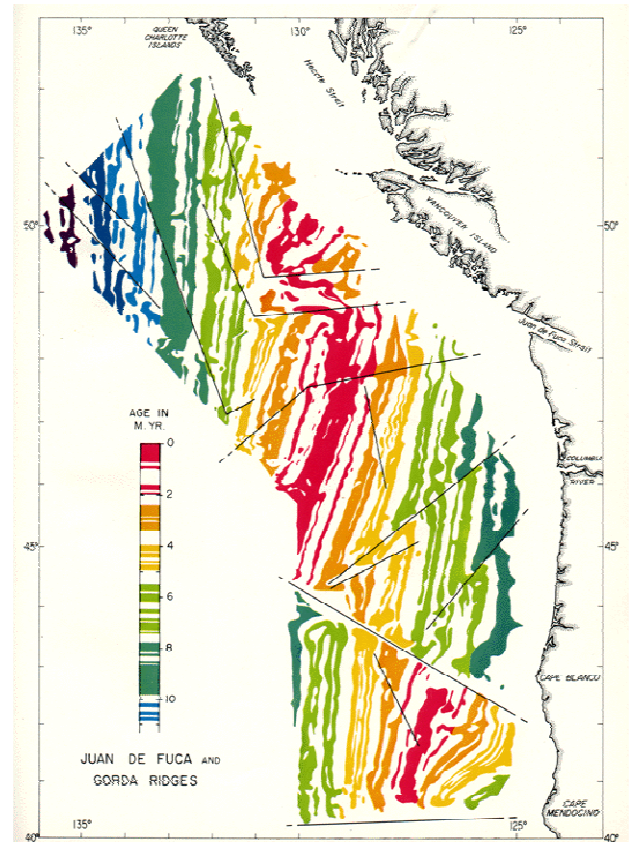 135°
130°
125°
QUEEN
CHARLOTTE
ISLANDS
Hecate Strait
50°
50°
VANCOUVER ISLAND
Juan de Fuca Strait
AGE IN
M. YR.
0
2
4
6
8
10
COLUMBIA
RIVER
45°
45°
CAPE BLANCO
JUAN DE FUCA AND
GORDA RIDGES
CAPE
MENDOCINO
135°
125°
40°
40°